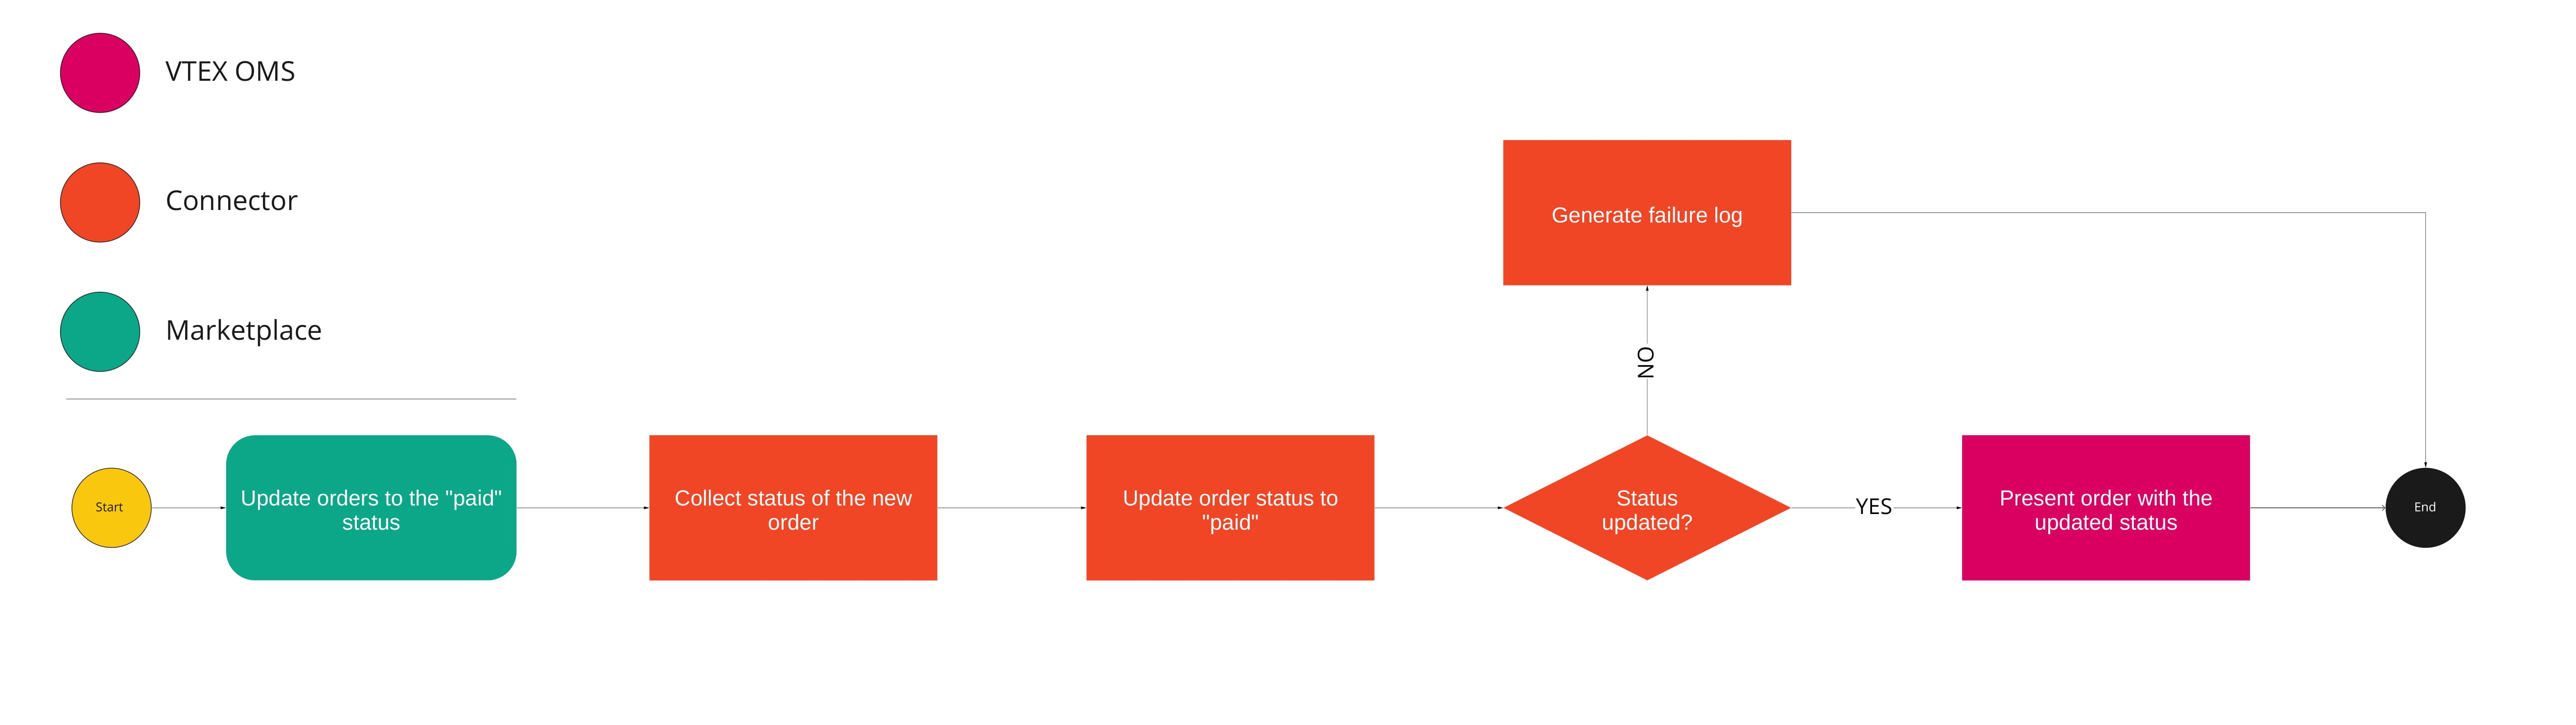 VTEX OMS
Connector
Marketplace
Generate failure log
NO
Start
Update orders to the "paid"
status
Collect status of the new
order
Update order status to
"paid"
Status
updated?
YES
Present order with the
updated status
End